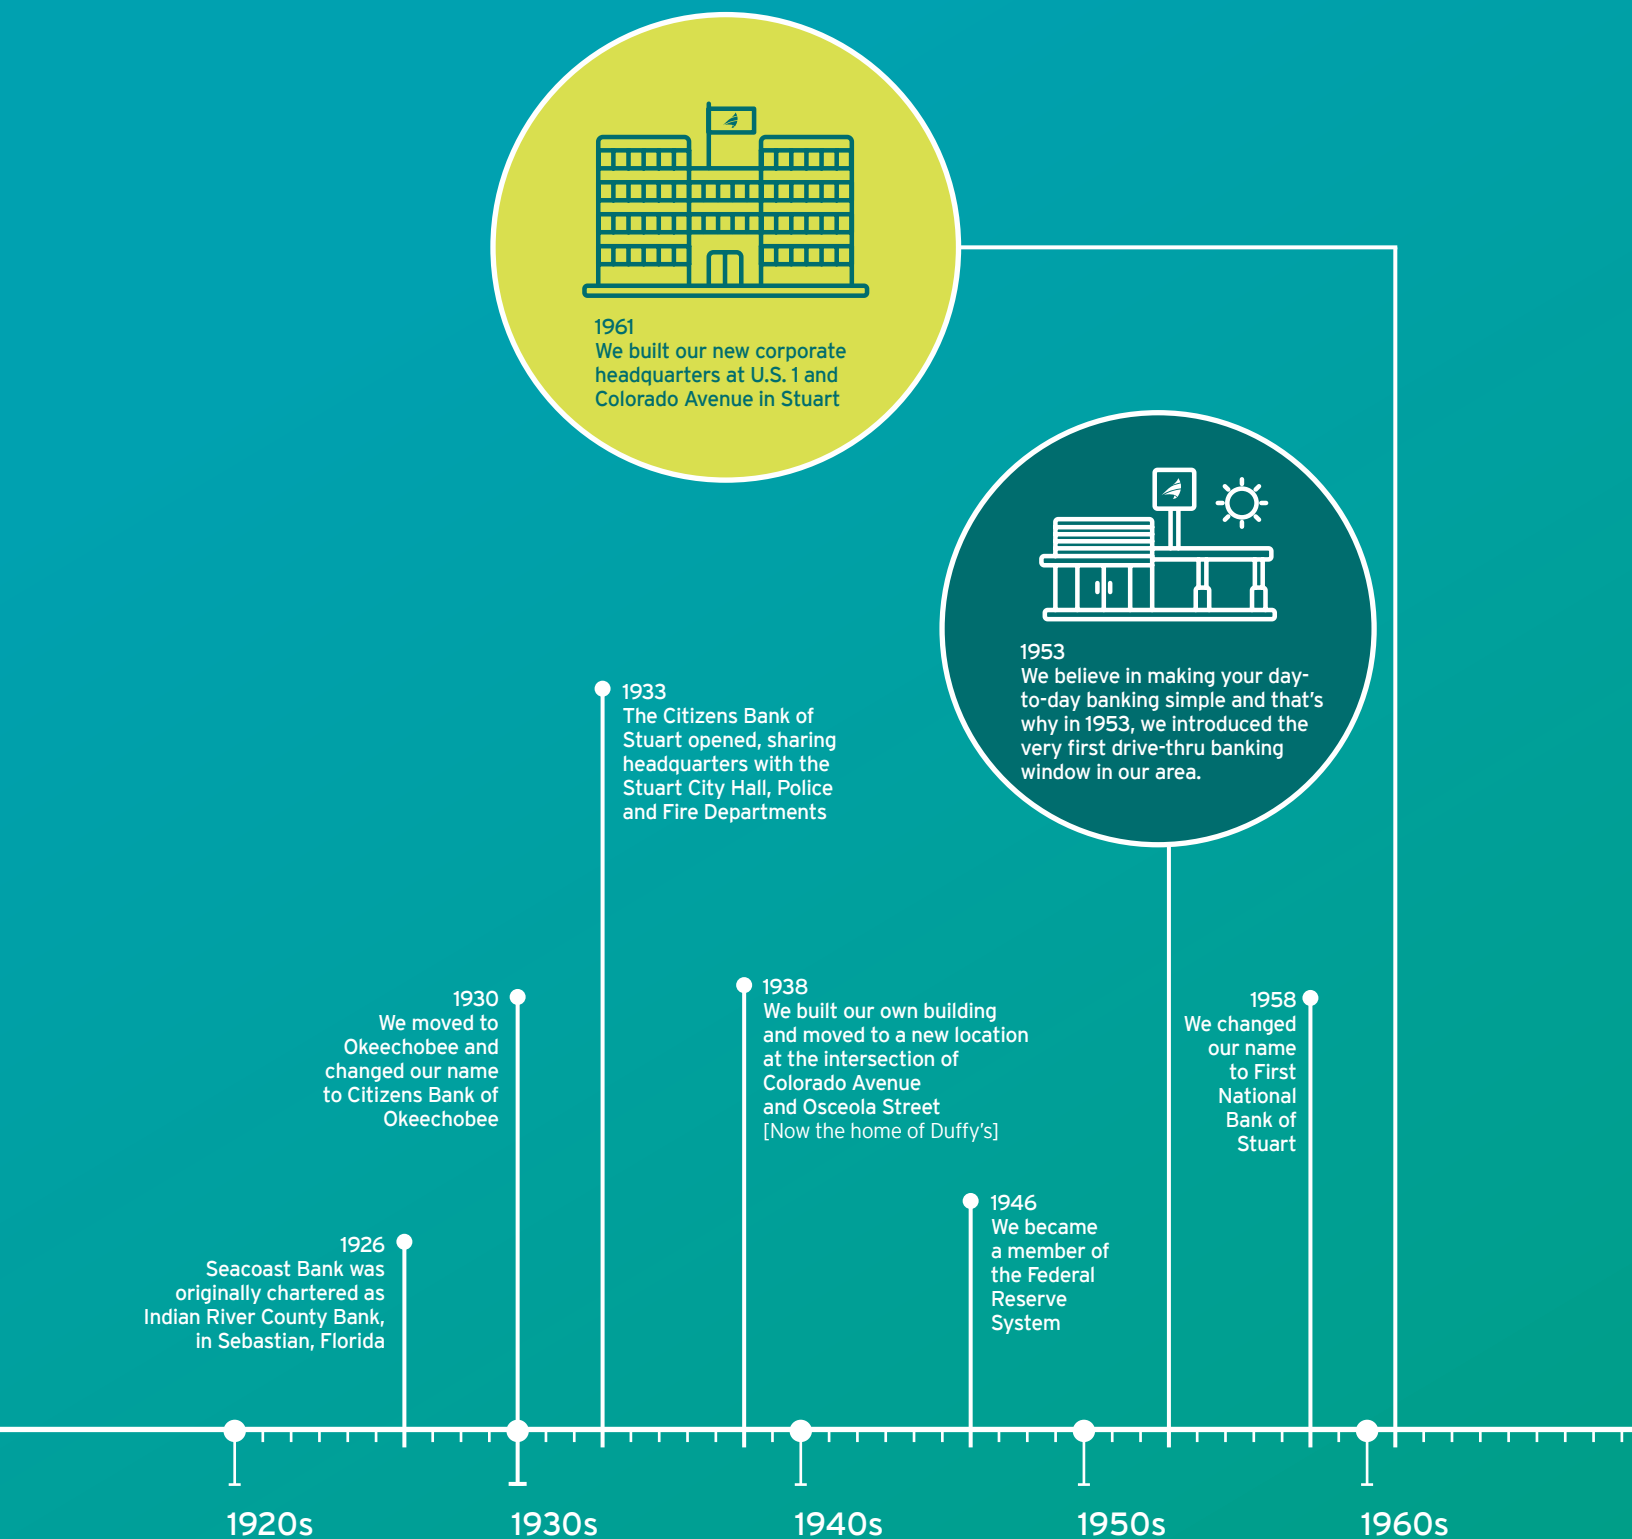 1961
We built our new corporate
headquarters at U.S. 1 and
Colorado Avenue in Stuart
1953
We believe in making your day-
to-day banking simple and that's
why in 1953, we introduced the
very first drive-thru banking
window in our area.
1933
The Citizens Bank of
Stuart opened, sharing
headquarters with the
Stuart City Hall, Police
and Fire Departments
1930
We moved to
Okeechobee and
changed our name
to Citizens Bank of
Okeechobee
1938
We built our own building
and moved to a new location
at the intersection of
Colorado Avenue
and Osceola Street
[Now the home of Duffy's]
1958
We changed
our name
to First
National
Bank of
Stuart
1946
We became
a member of
the Federal
Reserve
System
1926
Seacoast Bank was
originally chartered as
Indian River County Bank,
in Sebastian, Florida
1920s
1930s
1940s
1950s
1960s